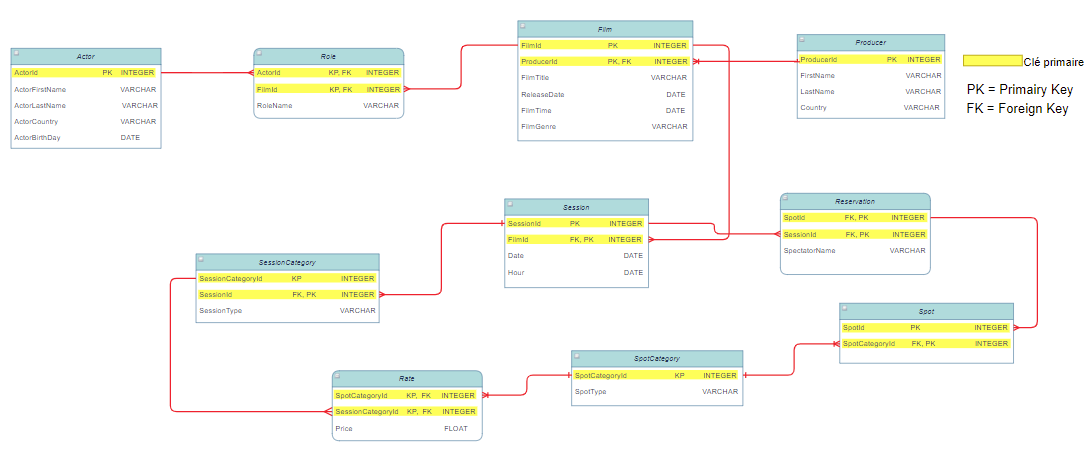 Actor
ActorId PK INTEGER
ActorFirstName VARCHAR
ActorLastName VARCHAR
ActorCountry VARCHAR
ActorBirthDay DATE
Role
ActorId KP, FK INTEGER
FilmId KP, FK INTEGER
RoleName VARCHAR
Film
FilmId PK INTEGER
ProducerId PK, FK INTEGER
FilmTitle VARCHAR
ReleaseDate DATE
FilmTime DATE
FilmGenre VARCHAR
Producer
ProducerId PK INTEGER
FirstName VARCHAR
LastName VARCHAR
Country VARCHAR
Clé primaire
PK = Primairy Key
FK = Foreign Key
Session
SessionId PK INTEGER
FilmId FK, PK INTEGER
Date DATE
Hour DATE
Reservation
SpotId FK, PK INTEGER
SessionId FK, PK INTEGER
SpectatorName VARCHAR
SessionCategory
SessionCategoryId KP INTEGER
SessionId FK, PK INTEGER
SessionType VARCHAR
Spot
SpotId PK INTEGER
SpotCategoryId FK, PK INTEGER
SpotCategory
SpotCategoryId KP INTEGER
SpotType VARCHAR
Rate
SpotCategoryId KP, FK INTEGER
SessionCategoryId KP, FK INTEGER
Price FLOAT